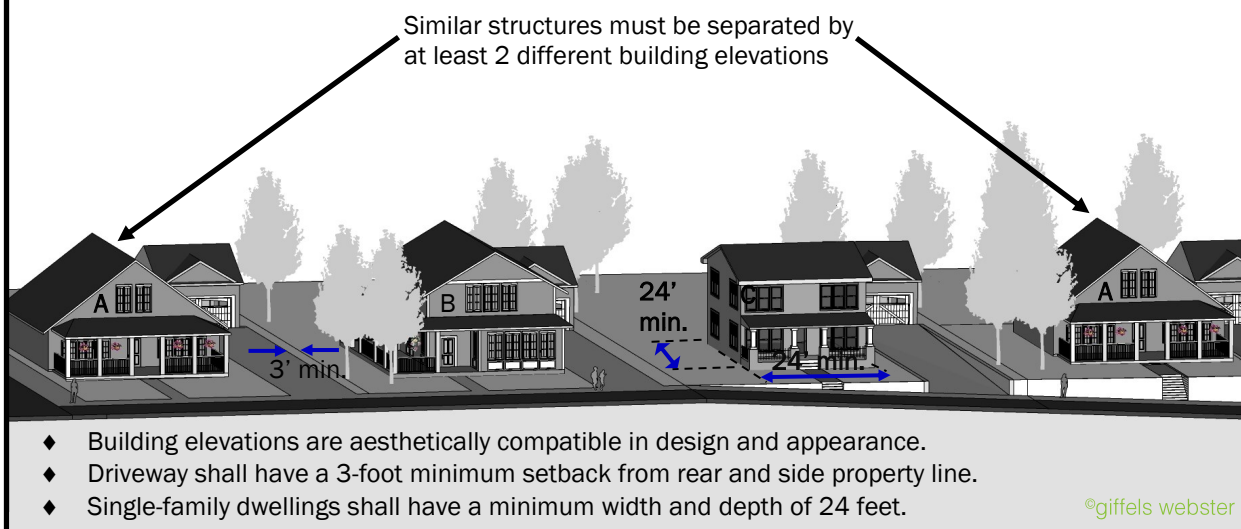 Similar structures must be separated by
at least 2 different building elevations
A
B
C
A
3' min.
24'
min.
24' min.
♦ Building elevations are aesthetically compatible in design and appearance.
♦ Driveway shall have a 3-foot minimum setback from rear and side property line.
♦ Single-family dwellings shall have a minimum width and depth of 24 feet.
©giffels webster